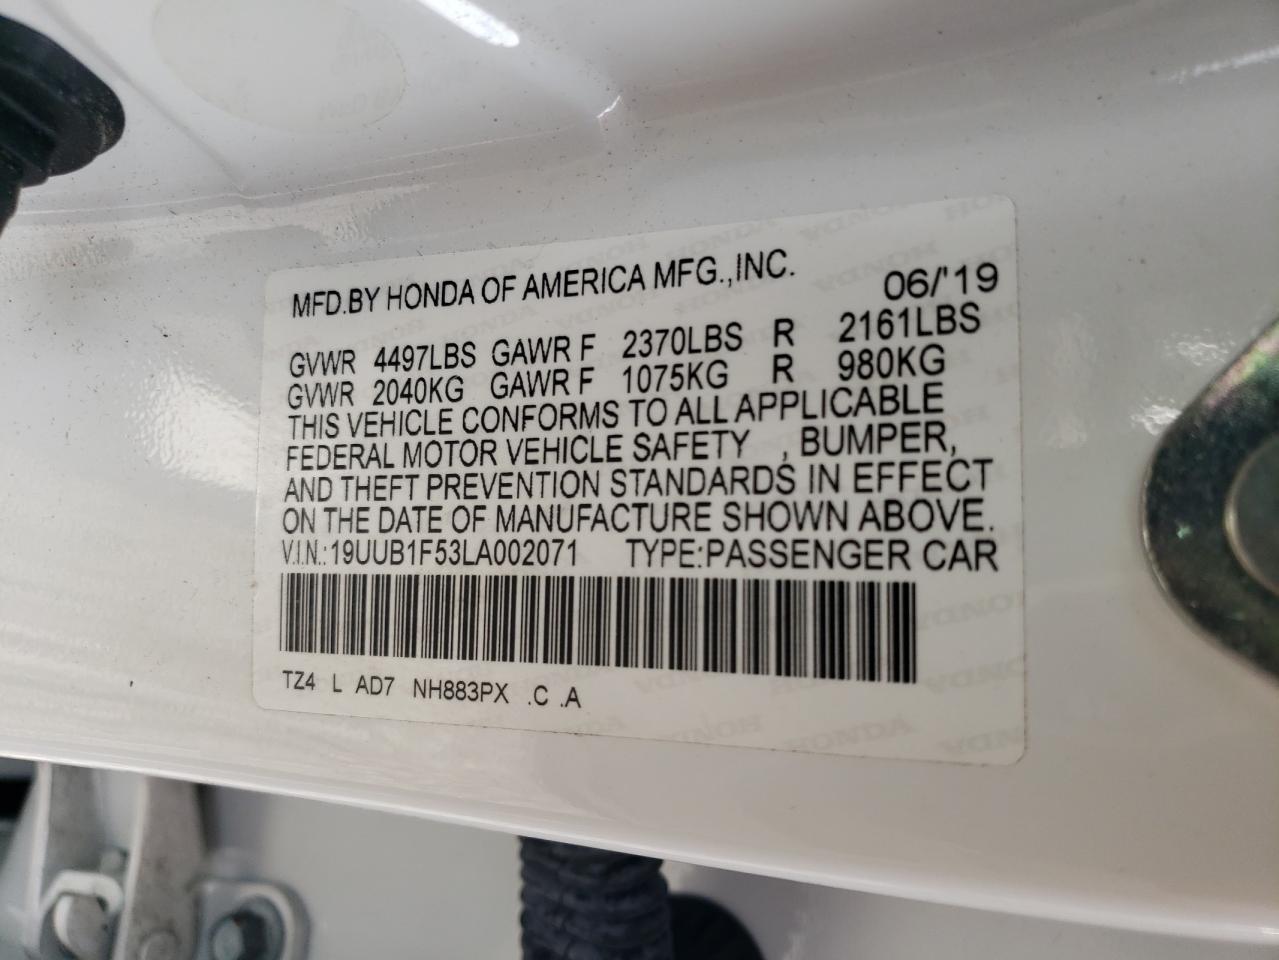 MFD.BY HONDA OF AMERICA MFG.,INC. 06/'19
GVWR 4497LBS GAWR F 2370LBS R 2161LBS
GVWR 2040KG GAWR F 1075KG R 980KG
THIS VEHICLE CONFORMS TO ALL APPLICABLE
FEDERAL MOTOR VEHICLE SAFETY , BUMPER,
AND THEFT PREVENTION STANDARDS IN EFFECT
ON THE DATE OF MANUFACTURE SHOWN ABOVE.
V.I.N.:19UUB1F53LA002071 TYPE:PASSENGER CAR
TZ4 L AD7 NH883PX .C .A